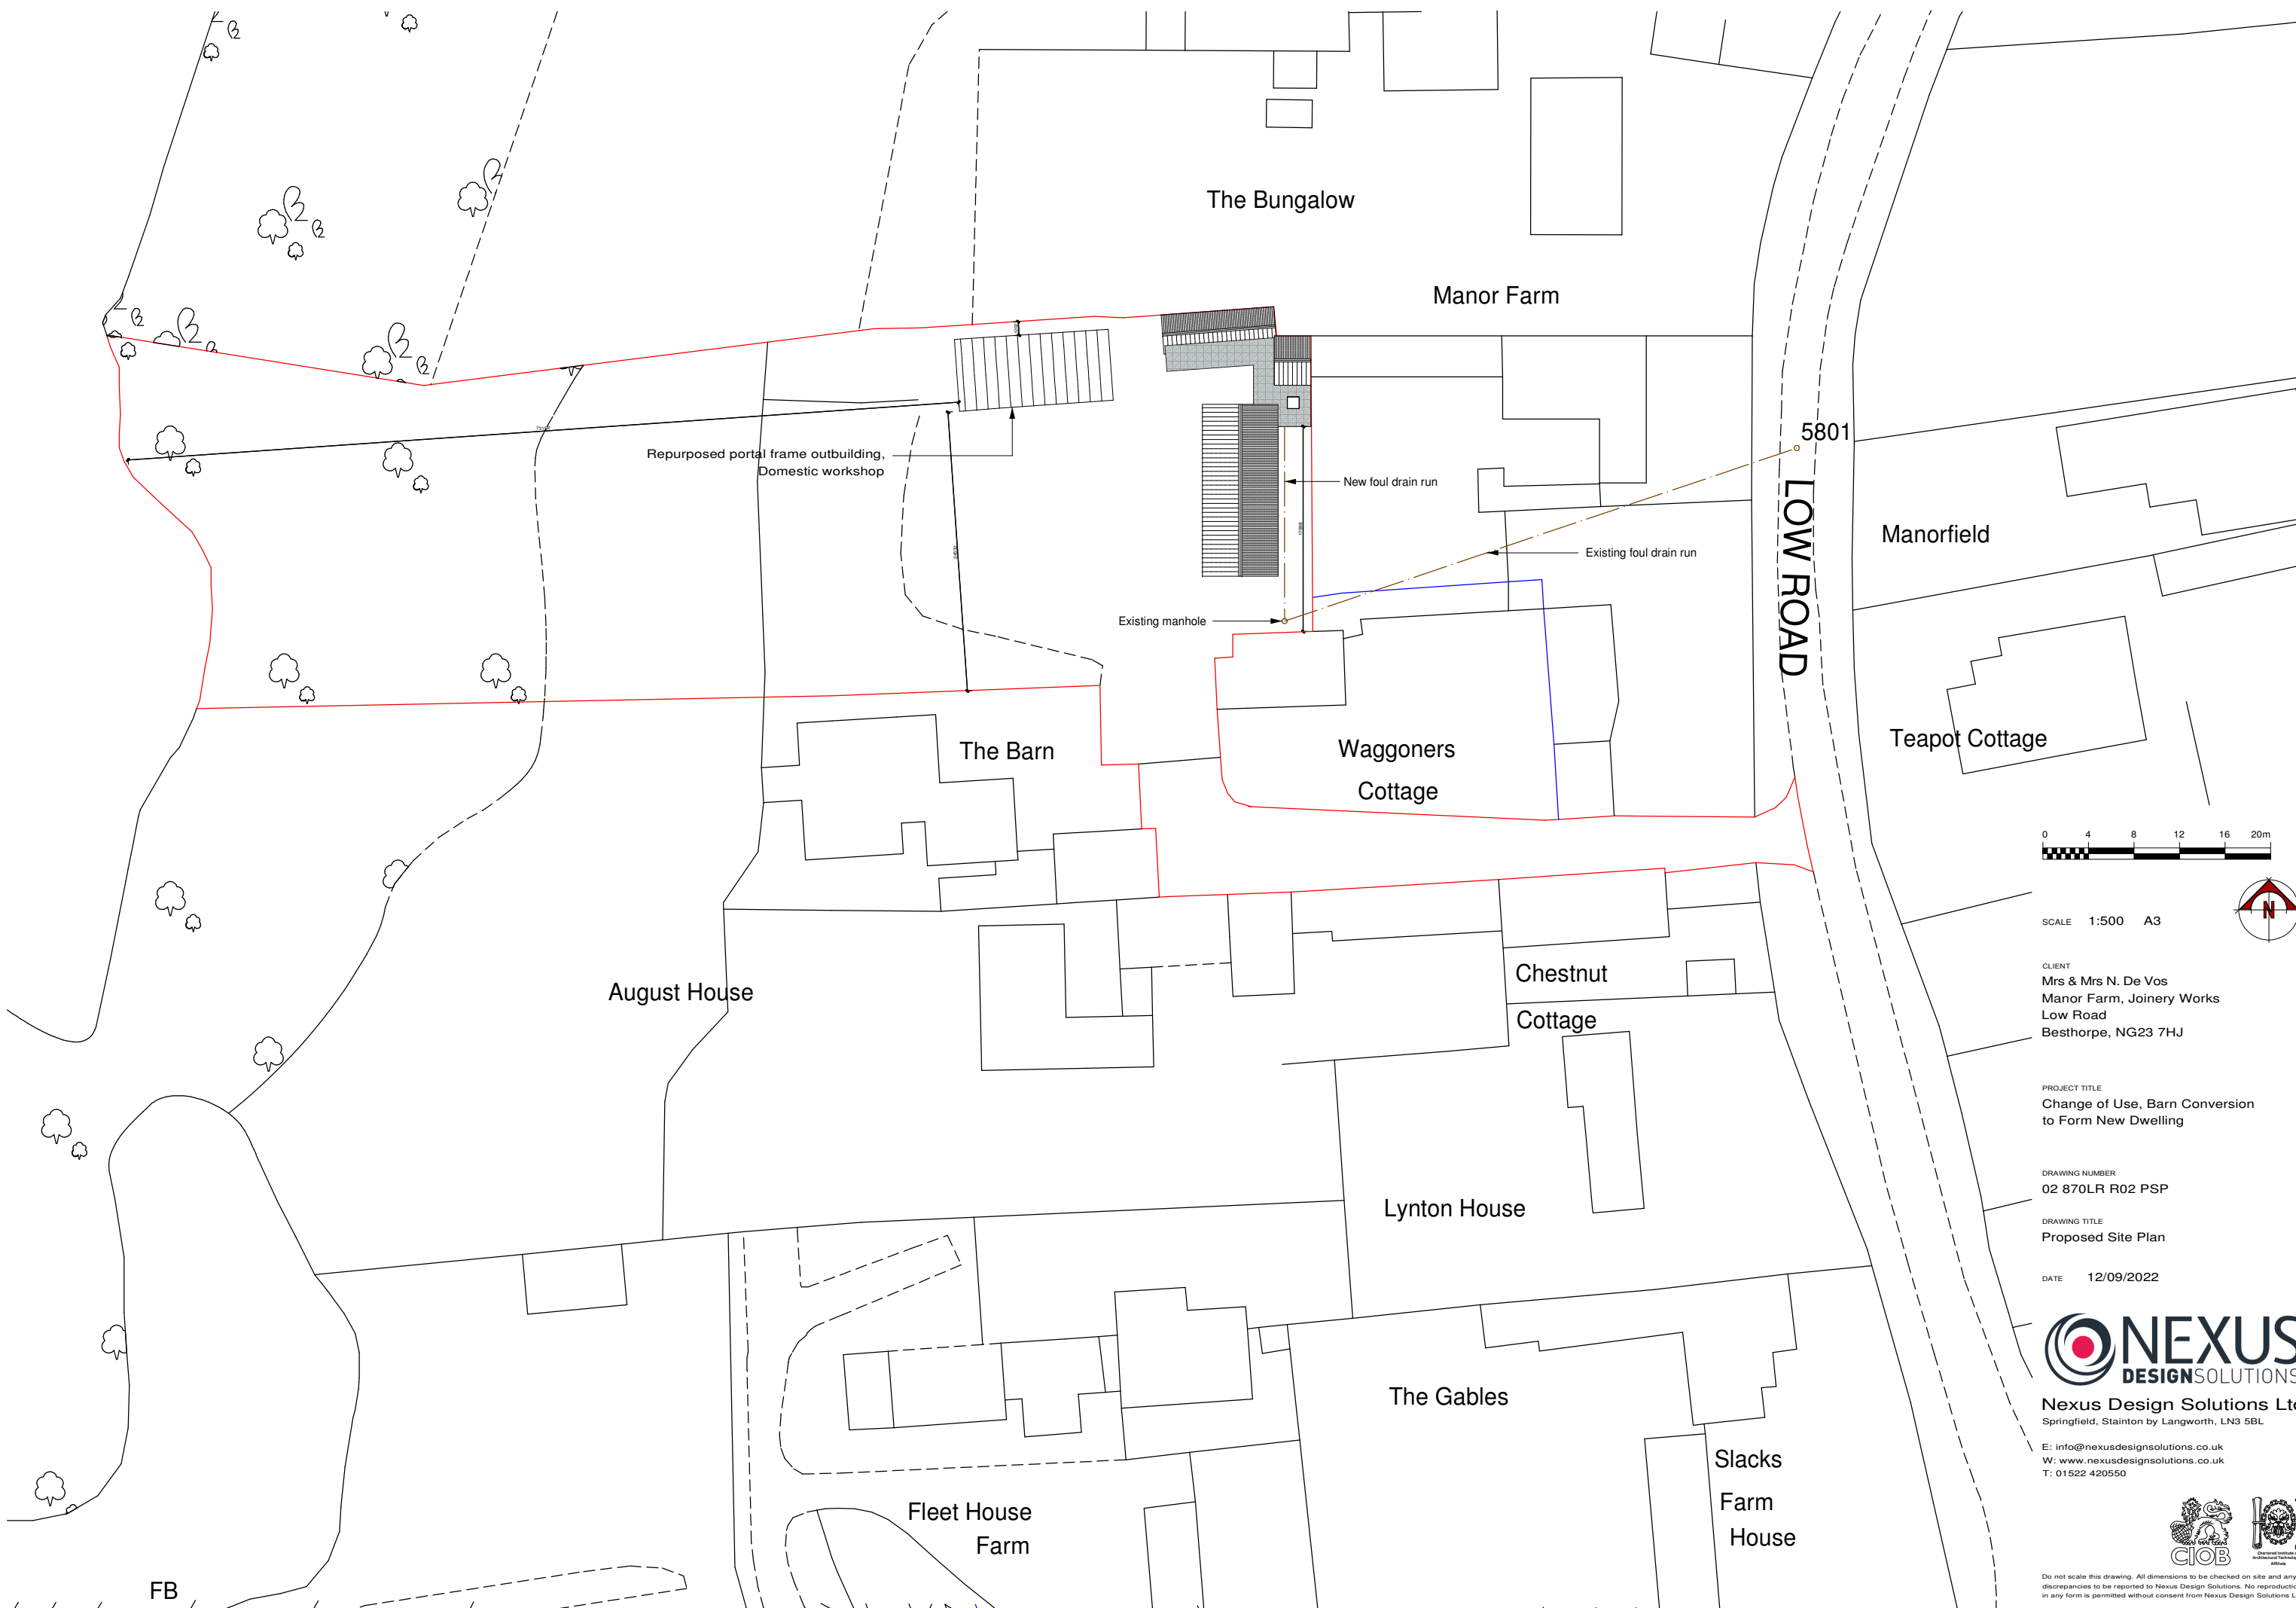 The Bungalow
Manor Farm
Repurposed portal frame outbuilding,
Domestic workshop
New foul drain run
Existing foul drain run
Existing manhole
5801
LOW ROAD
Manorfield
Teapot Cottage
The Barn
Waggoners
Cottage
August House
Chestnut
Cottage
Lynton House
The Gables
Slacks
Farm
House
Fleet House
Farm
FB
0 4 8 12 16 20m
SCALE 1:500 A3
N
CLIENT
Mrs & Mrs N. De Vos
Manor Farm, Joinery Works
Low Road
Besthorpe, NG23 7HJ
PROJECT TITLE
Change of Use, Barn Conversion
to Form New Dwelling
DRAWING NUMBER
02 870LR R02 PSP
DRAWING TITLE
Proposed Site Plan
DATE 12/09/2022
NEXUS
DESIGNSOLUTIONS
Nexus Design Solutions Ltd
Springfield, Stainton by Langworth, LN3 5BL
E: info@nexusdesignsolutions.co.uk
W: www.nexusdesignsolutions.co.uk
T: 01522 420550
CIOB
Do not scale this drawing. All dimensions to be checked on site and any
discrepancies to be reported to Nexus Design Solutions. No reproduction
in any form is permitted without consent from Nexus Design Solutions